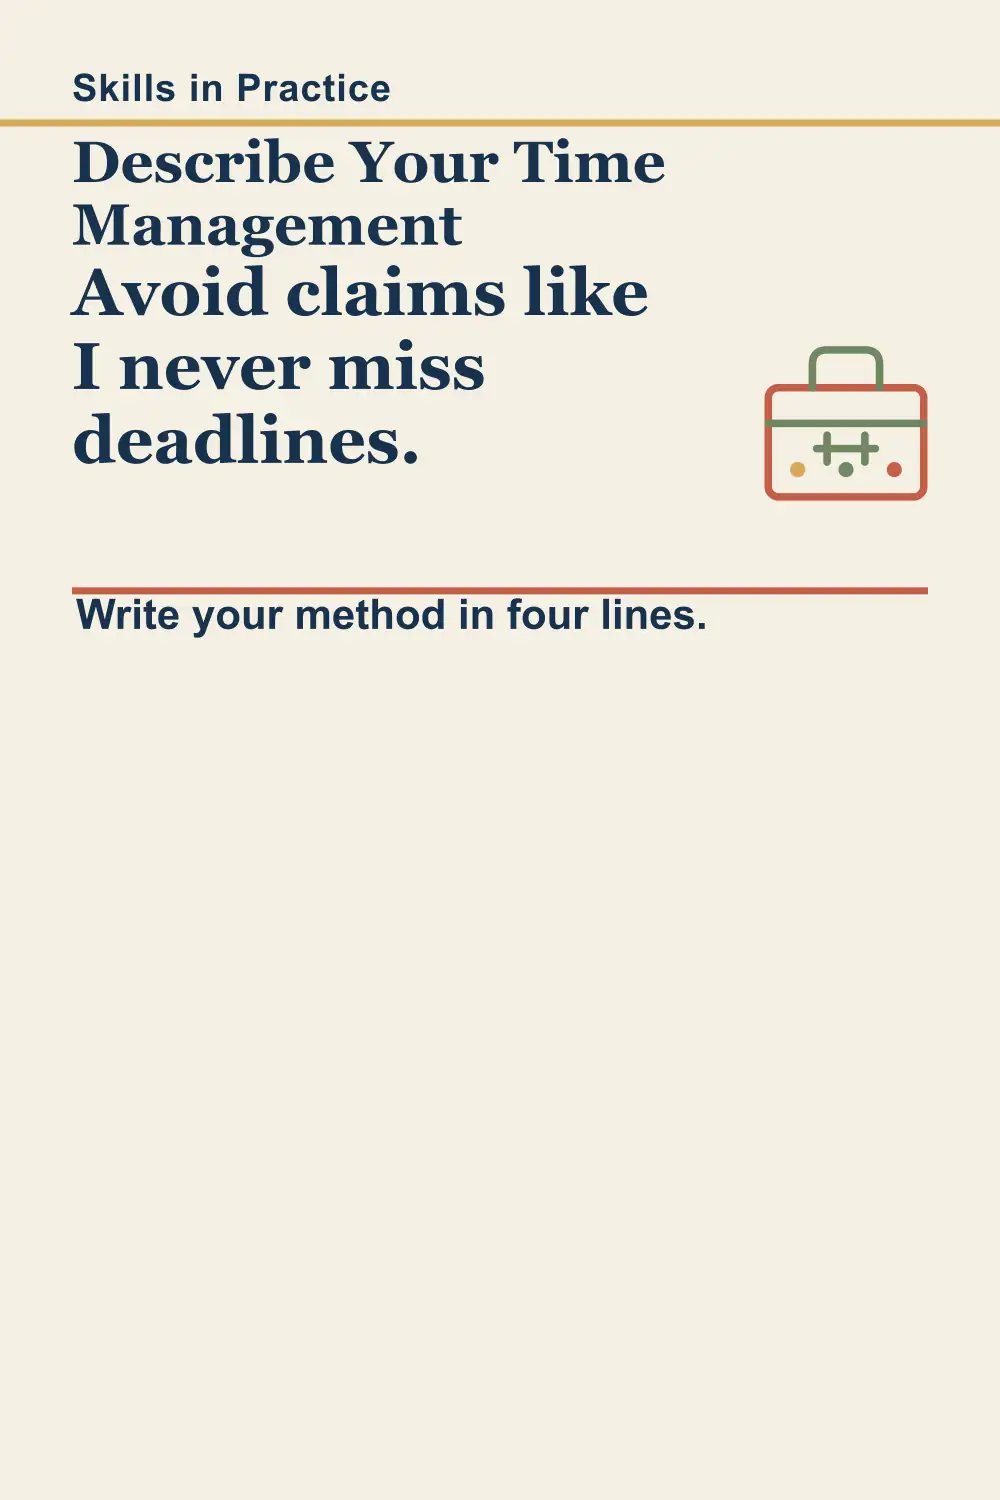 Skills in Practice
Describe Your Time
Management
Avoid claims like
I never miss
deadlines.
Write your method in four lines.